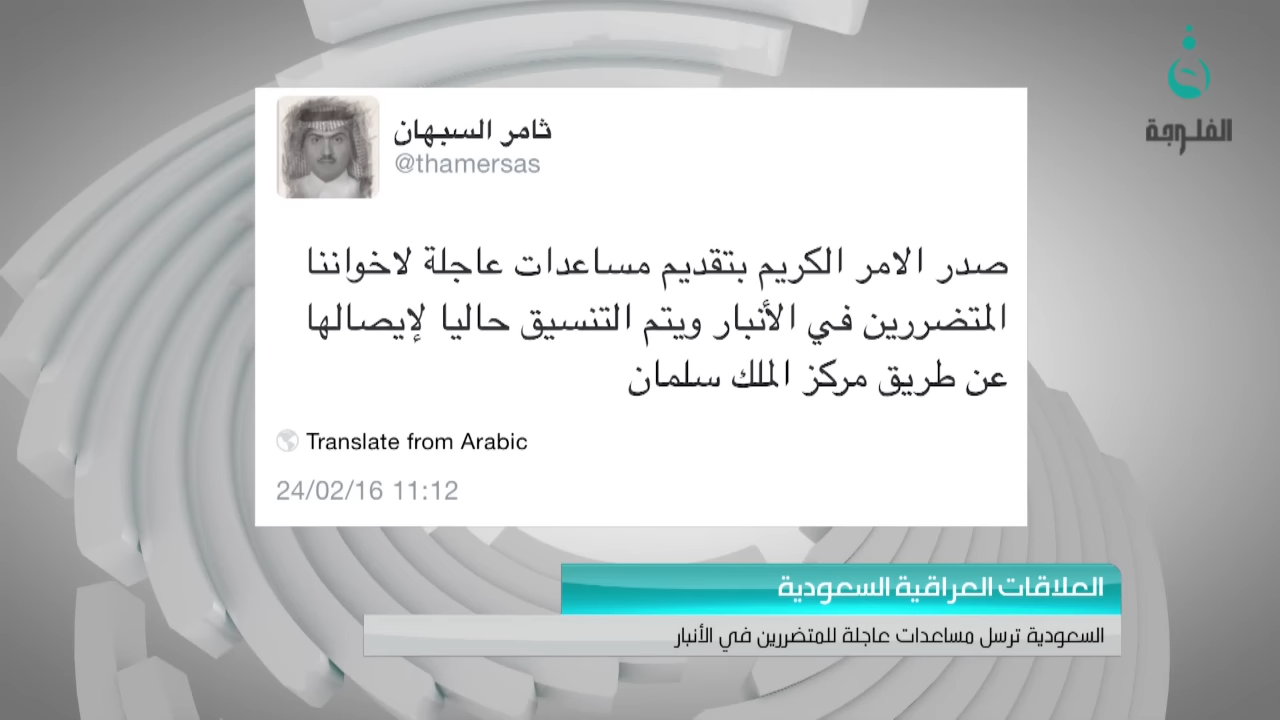 الفلوجة
ثامر السبهان
@thamersas
صدر الامر الكريم بتقديم مساعدات عاجلة لاخواننا
المتضررين في الأنبار ويتم التنسيق حاليا لإيصالها
عن طريق مركز الملك سلمان
Translate from Arabic
24/02/16 11:12
العلاقات العراقية السعودية
السعودية ترسل مساعدات عاجلة للمتضررين في الأنبار